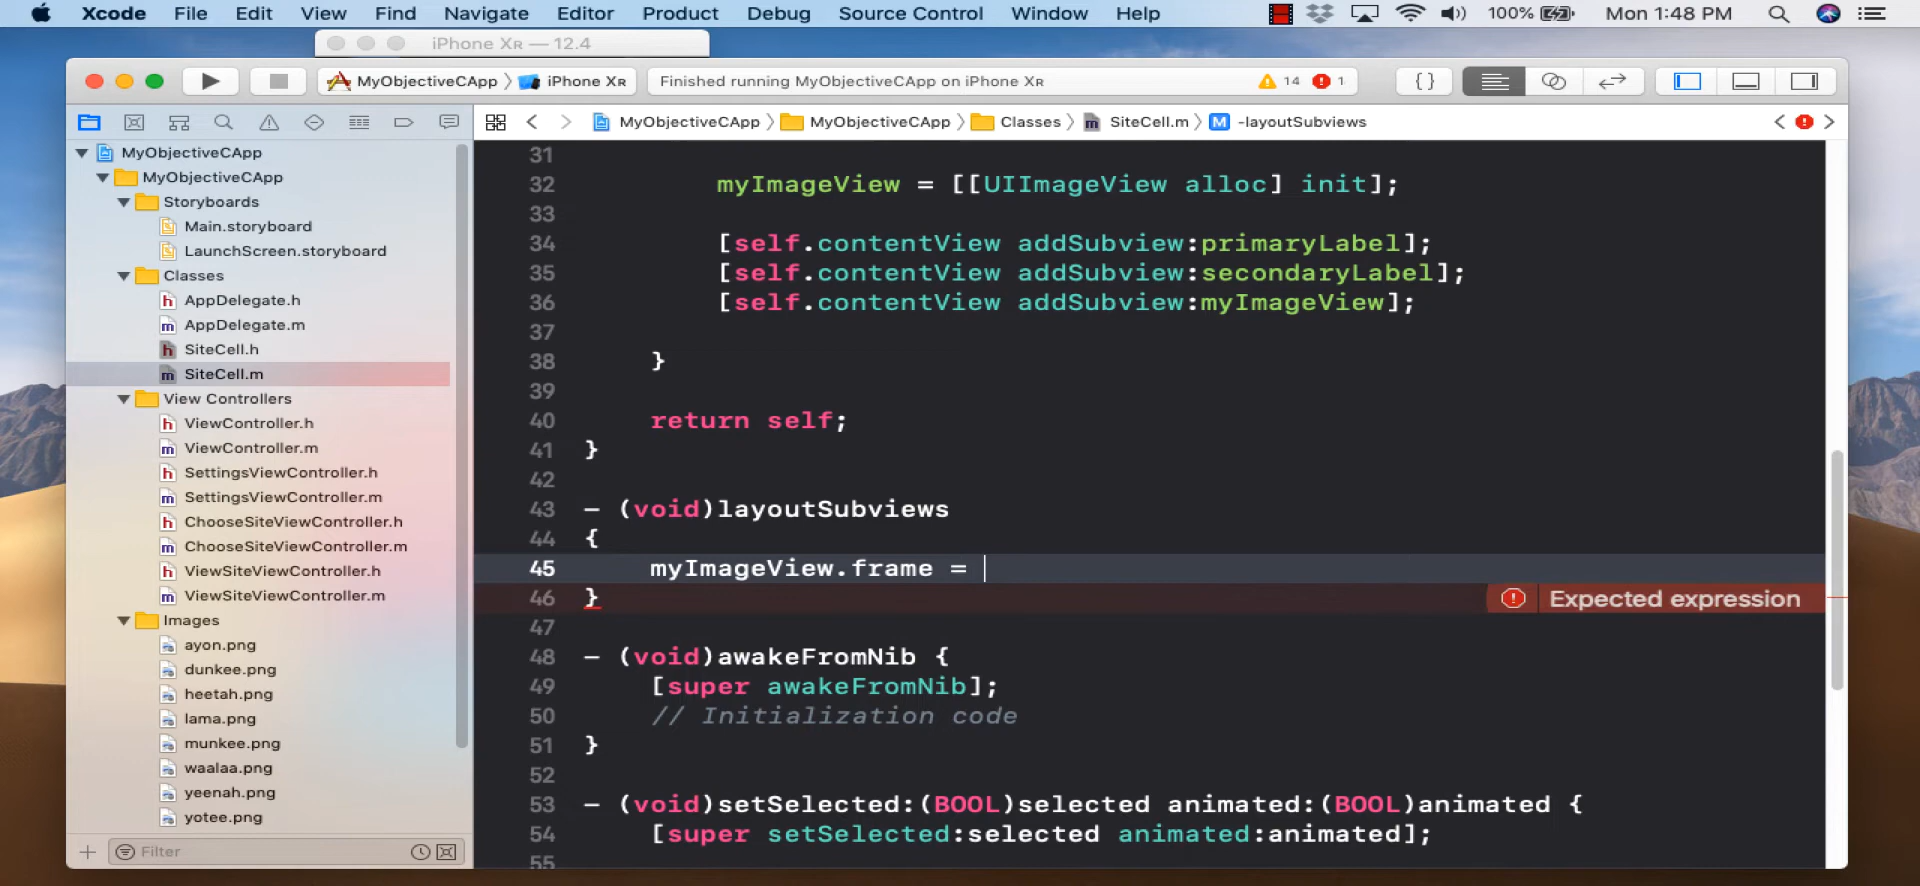 Xcode File Edit View Find Navigate Editor Product Debug Source Control Window Help 100% Mon 1:48 PM
iPhone XR — 12.4
MyObjectiveCApp iPhone XR Finished running MyObjectiveCApp on iPhone XR 14 1 { }
MyObjectiveCApp MyObjectiveCApp Classes SiteCell.m M -layoutSubviews
MyObjectiveCApp
MyObjectiveCApp
Storyboards
Main.storyboard
LaunchScreen.storyboard
Classes
h AppDelegate.h
m AppDelegate.m
h SiteCell.h
m SiteCell.m
View Controllers
h ViewController.h
m ViewController.m
h SettingsViewController.h
m SettingsViewController.m
h ChooseSiteViewController.h
m ChooseSiteViewController.m
h ViewSiteViewController.h
m ViewSiteViewController.m
Images
ayon.png
dunkee.png
heetah.png
lama.png
munkee.png
waalaa.png
yeenah.png
yotee.png
Filter
31
32 myImageView = [[UIImageView alloc] init];
33
34 [self.contentView addSubview:primaryLabel];
35 [self.contentView addSubview:secondaryLabel];
36 [self.contentView addSubview:myImageView];
37
38 }
39
40 return self;
41 }
42
43 – (void)layoutSubviews
44 {
45 myImageView.frame =
46 } Expected expression
47
48 – (void)awakeFromNib {
49 [super awakeFromNib];
50 // Initialization code
51 }
52
53 – (void)setSelected:(BOOL)selected animated:(BOOL)animated {
54 [super setSelected:selected animated:animated];
55